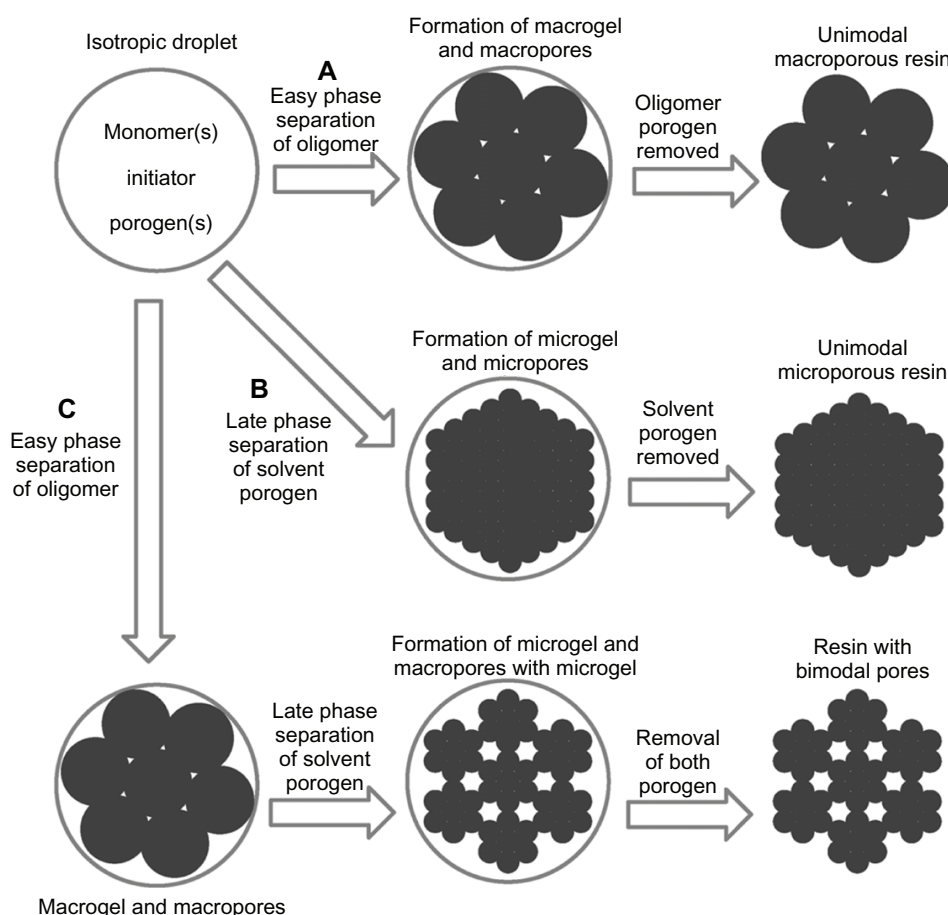 Isotropic droplet
Monomer(s)
initiator
porogen(s)
A
Easy phase
separation
of oligomer
Formation of macrogel
and macropores
Oligomer
porogen
removed
Unimodal
macroporous resin
B
Late phase
separation
of solvent
porogen
Formation of microgel
and micropores
Solvent
porogen
removed
Unimodal
microporous resin
C
Easy phase
separation
of oligomer
Macrogel and macropores
Late phase
separation
of solvent
porogen
Formation of microgel and
macropores with microgel
Removal
of both
porogen
Resin with
bimodal pores